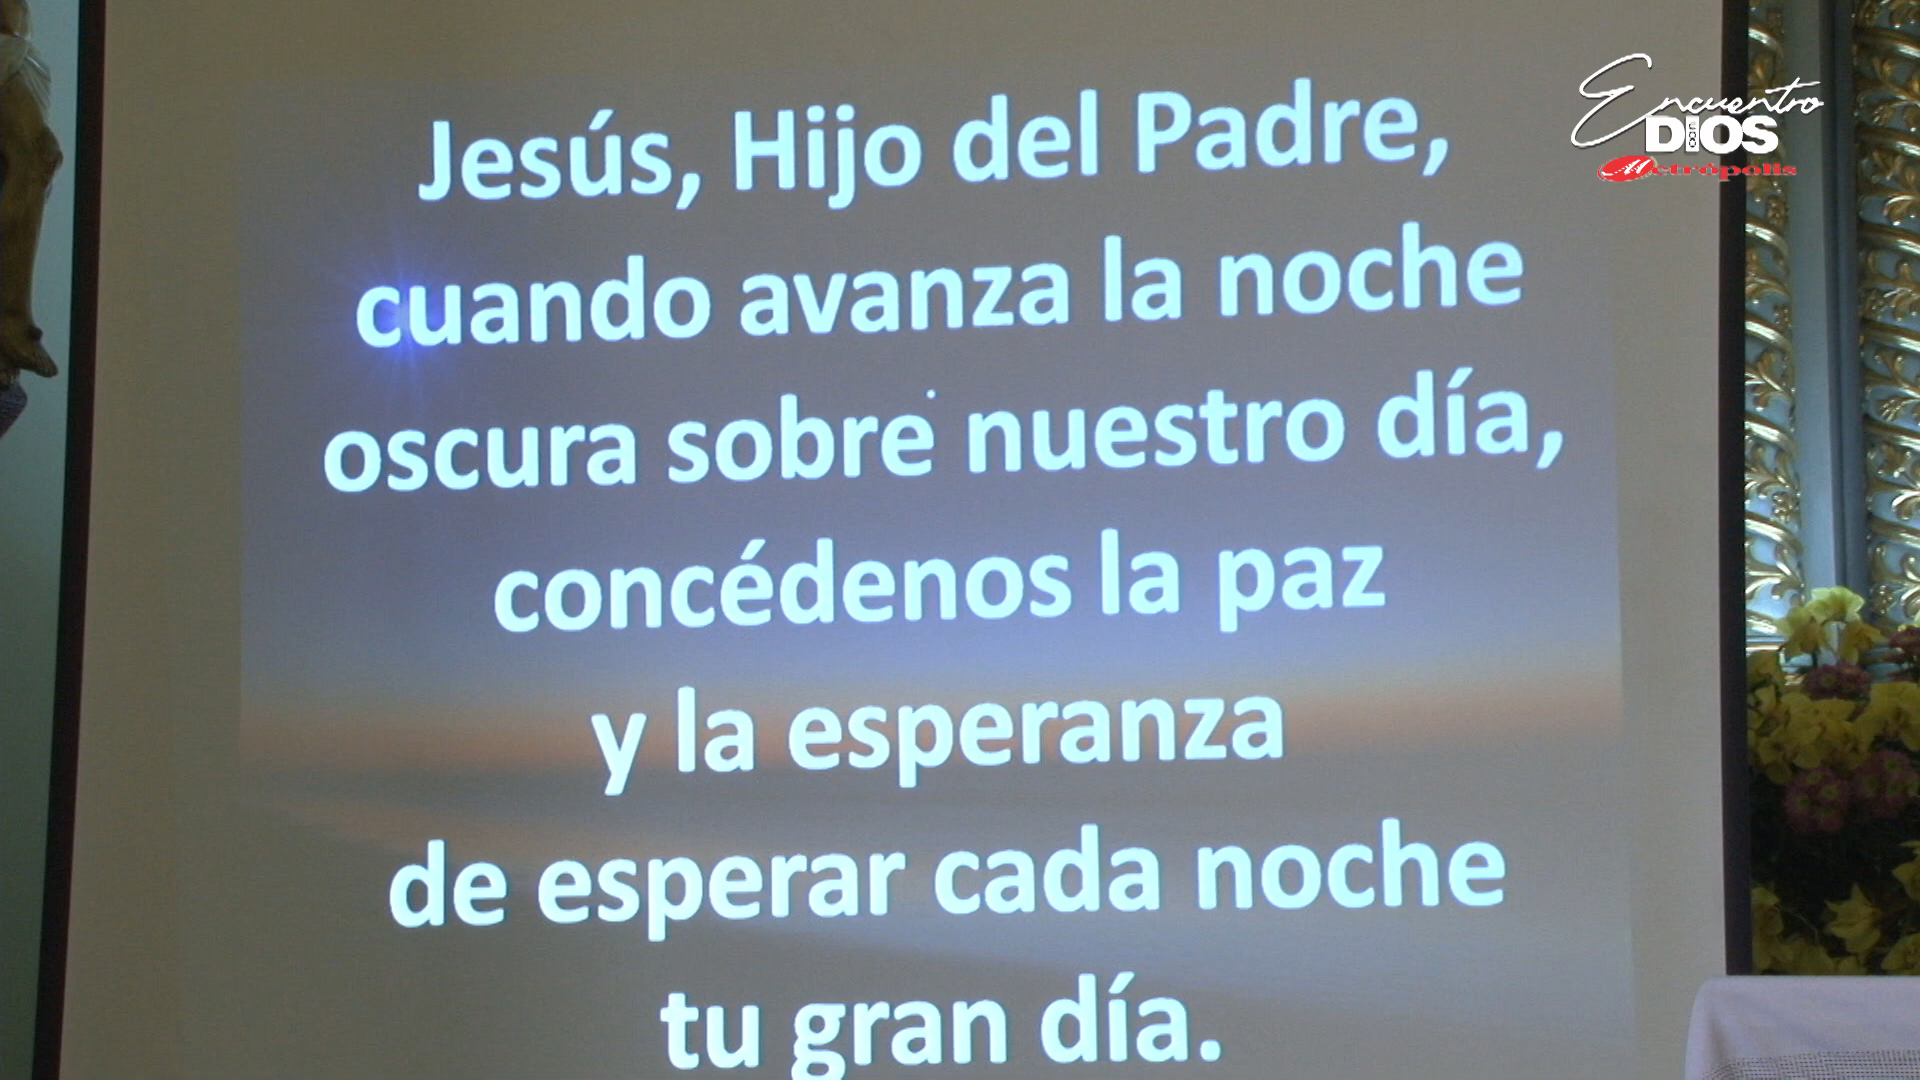 Jesús, Hijo del Padre,
cuando avanza la noche
oscura sobre nuestro día,
concédenos la paz
y la esperanza
de esperar cada noche
tu gran día.
Encuentro
con
DIOS
Metrópolis